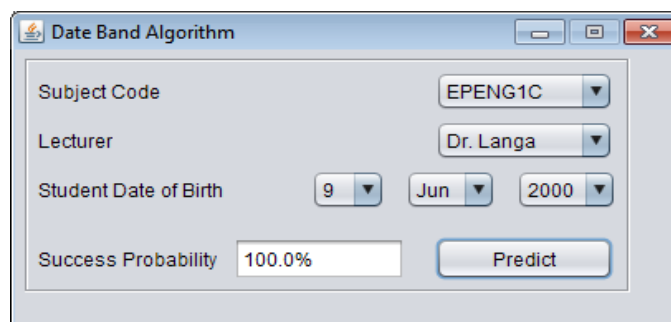 Date Band Algorithm
Subject Code EPENG1C
Lecturer Dr. Langa
Student Date of Birth 9 Jun 2000
Success Probability 100.0% Predict